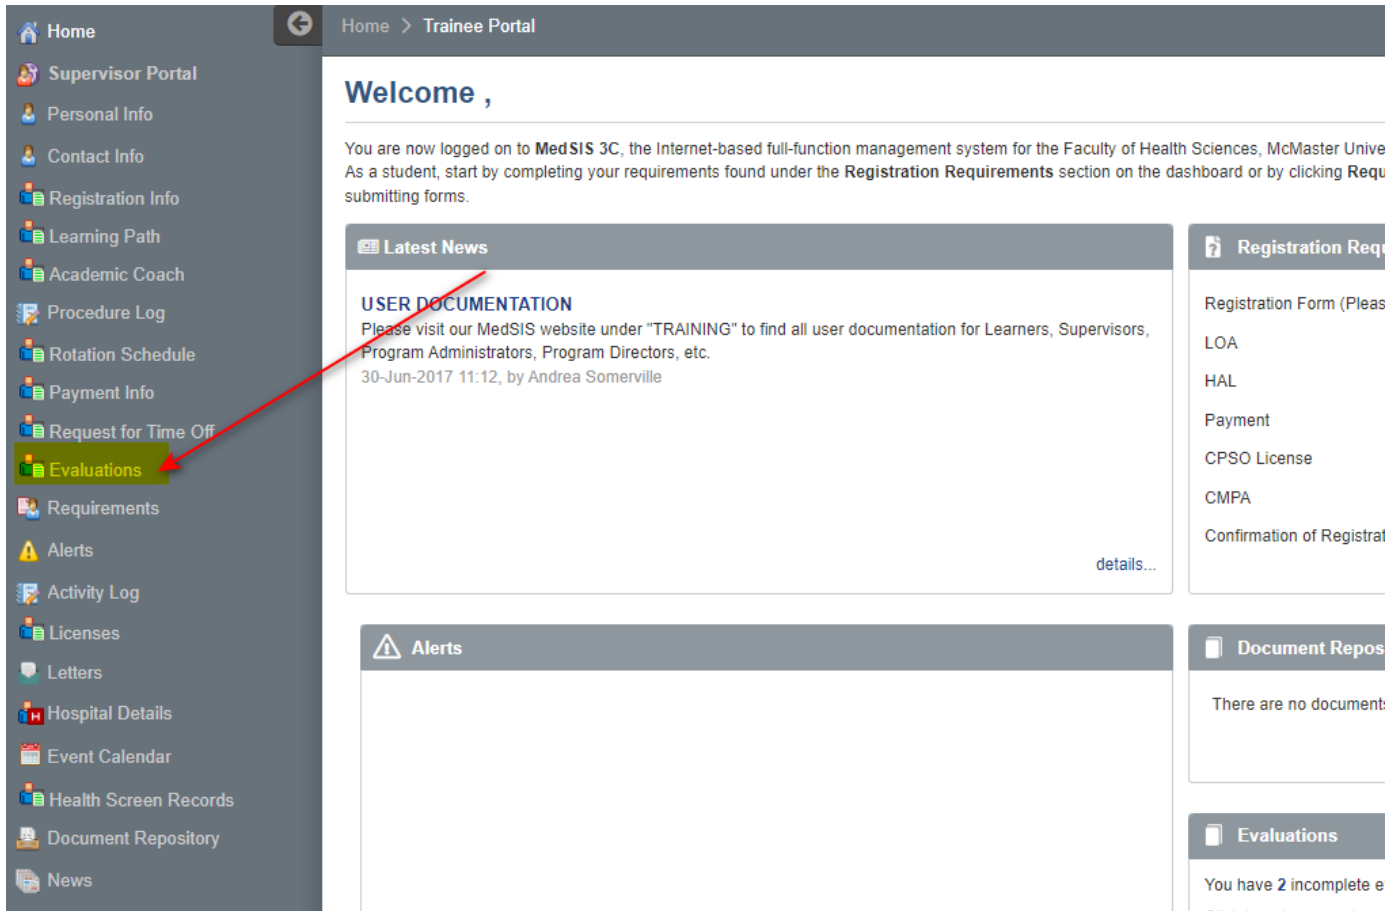 Home
Supervisor Portal
Personal Info
Contact Info
Registration Info
Learning Path
Academic Coach
Procedure Log
Rotation Schedule
Payment Info
Request for Time Off
Evaluations
Requirements
Alerts
Activity Log
Licenses
Letters
Hospital Details
Event Calendar
Health Screen Records
Document Repository
News
Home > Trainee Portal
Welcome ,
You are now logged on to MedSIS 3C, the Internet-based full-function management system for the Faculty of Health Sciences, McMaster Unive
As a student, start by completing your requirements found under the Registration Requirements section on the dashboard or by clicking Requ
submitting forms.
Latest News
USER DOCUMENTATION
Please visit our MedSIS website under "TRAINING" to find all user documentation for Learners, Supervisors,
Program Administrators, Program Directors, etc.
30-Jun-2017 11:12, by Andrea Somerville
details...
Registration Requ
Registration Form (Pleas
LOA
HAL
Payment
CPSO License
CMPA
Confirmation of Registrat
Alerts
Document Repos
There are no documents
Evaluations
You have 2 incomplete e